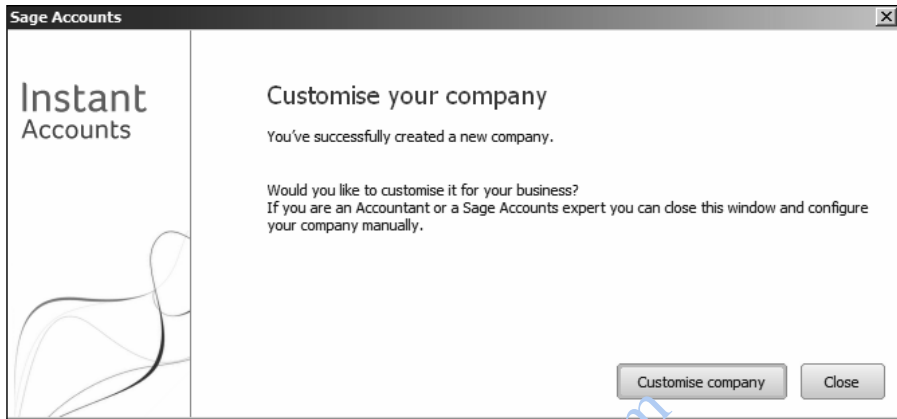 Sage Accounts
Instant
Accounts
Customise your company
You've successfully created a new company.
Would you like to customise it for your business?
If you are an Accountant or a Sage Accounts expert you can close this window and configure
your company manually.
Customise company
Close